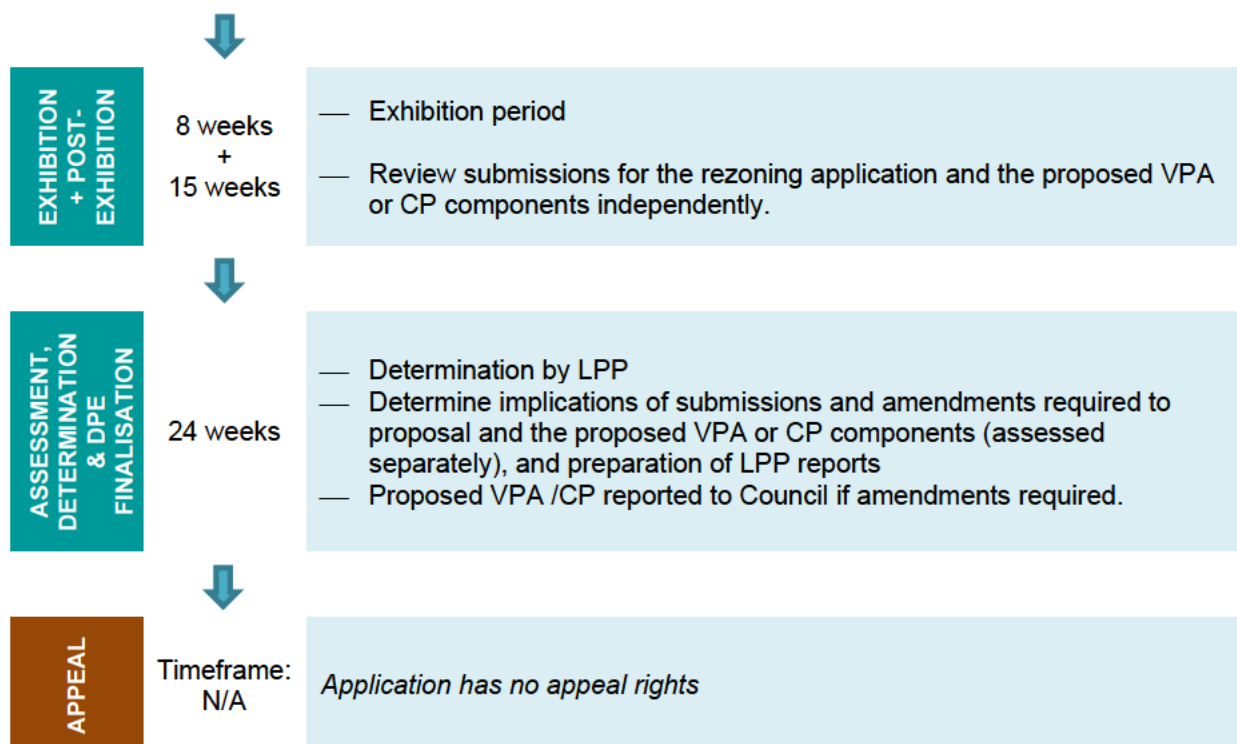 EXHIBITION
+ POST-
EXHIBITION
8 weeks
+
15 weeks
— Exhibition period
— Review submissions for the rezoning application and the proposed VPA
or CP components independently.
ASSESSMENT,
DETERMINATION
& DPE
FINALISATION
24 weeks
— Determination by LPP
— Determine implications of submissions and amendments required to
proposal and the proposed VPA or CP components (assessed
separately), and preparation of LPP reports
— Proposed VPA /CP reported to Council if amendments required.
APPEAL
Timeframe:
N/A
Application has no appeal rights